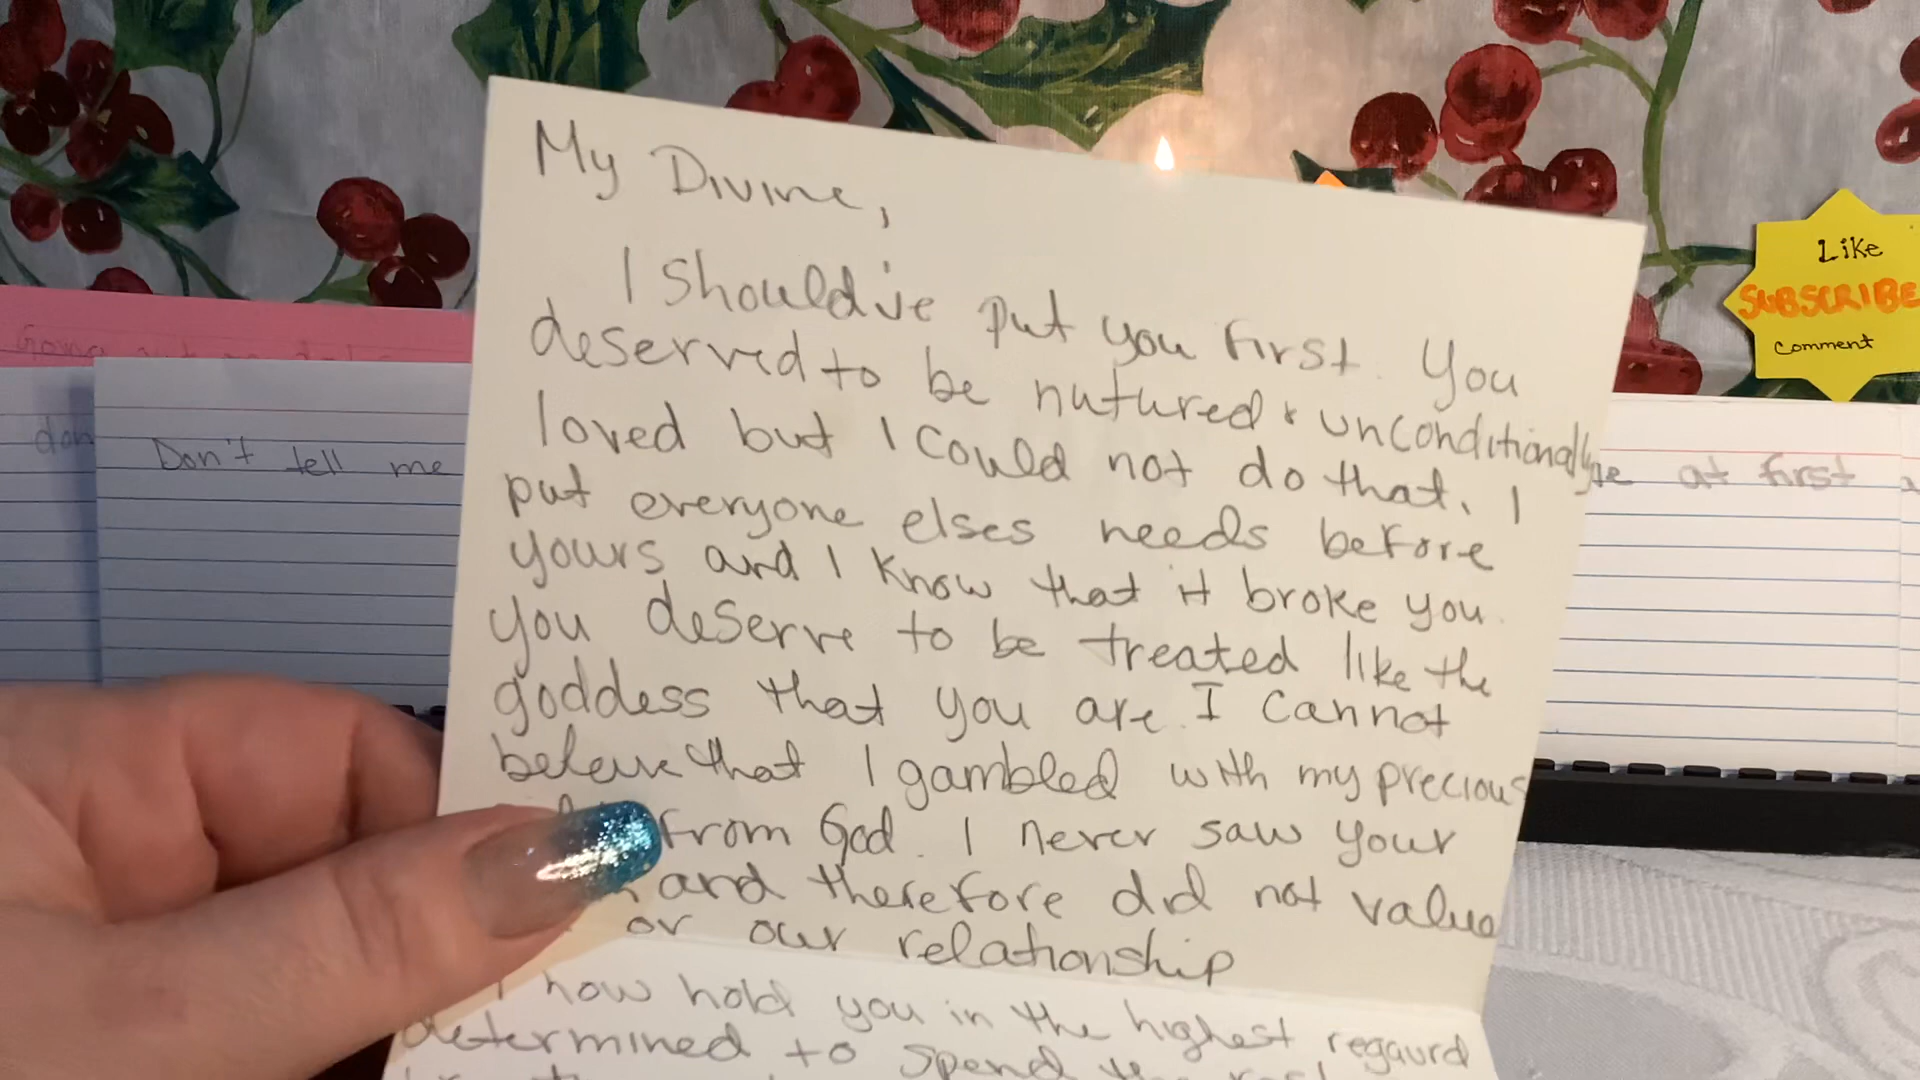 My Divine,
I Should've put you first. You
deserved to be nutured & unconditionally
loved but I could not do that. I
put everyone elses needs before
yours and I know that it broke you.
you deserve to be treated like the
goddess that you are. I cannot
beleve that I gambled with my precious
from God. I never saw your
and therefore did not value
or our relationship
I now hold you in the highest regaurd
determined to spend the
Like
SUBSCRIBE
comment
Don't tell me
at first